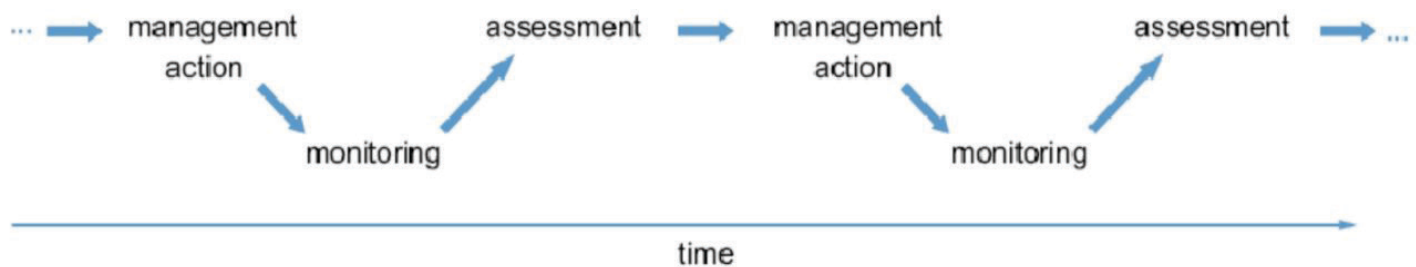 ... management assessment management assessment ...
action action
monitoring monitoring
time